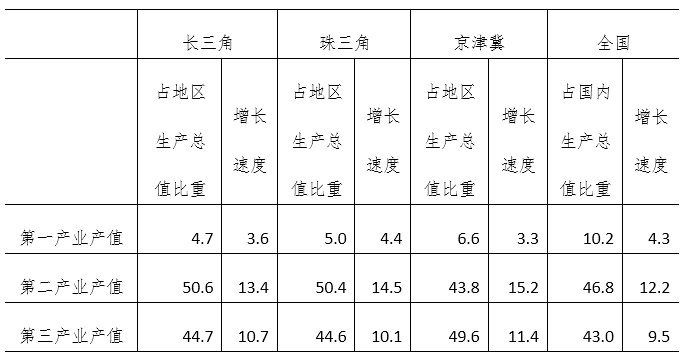 长三角 珠三角 京津冀 全国
占地区生产总值比重 增长速度 占地区生产总值比重 增长速度 占地区生产总值比重 增长速度 占国内生产总值比重 增长速度
第一产业产值 4.7 3.6 5.0 4.4 6.6 3.3 10.2 4.3
第二产业产值 50.6 13.4 50.4 14.5 43.8 15.2 46.8 12.2
第三产业产值 44.7 10.7 44.6 10.1 49.6 11.4 43.0 9.5